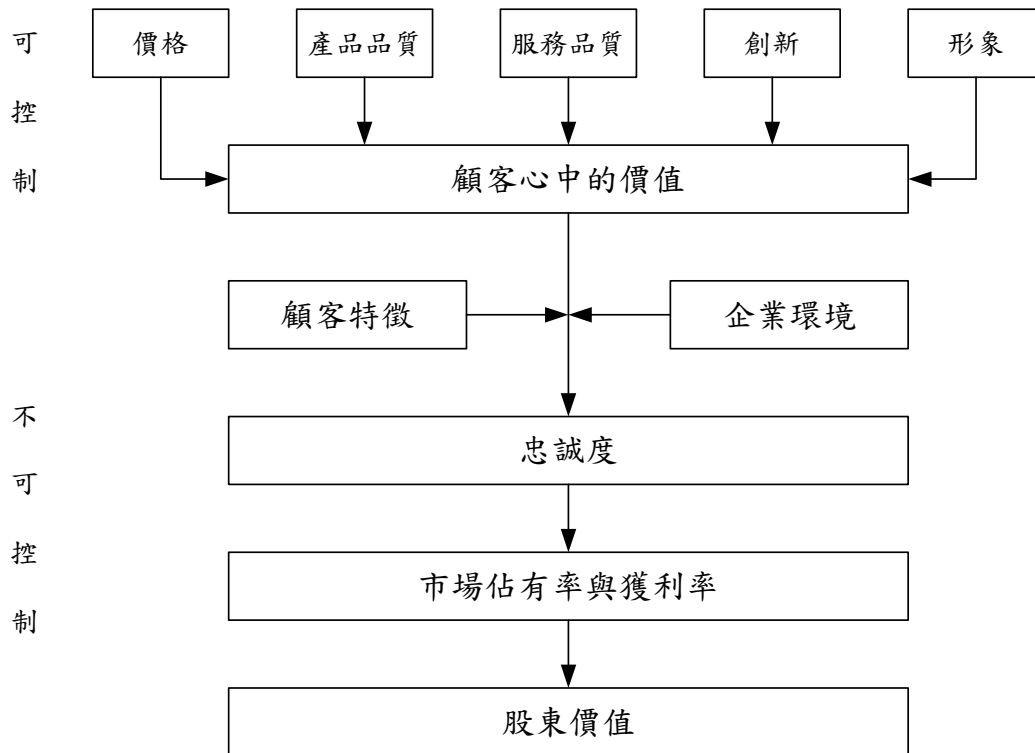 可控制
價格
產品品質
服務品質
創新
形象
顧客心中的價值
顧客特徵
企業環境
不可控制
忠誠度
市場佔有率與獲利率
股東價值